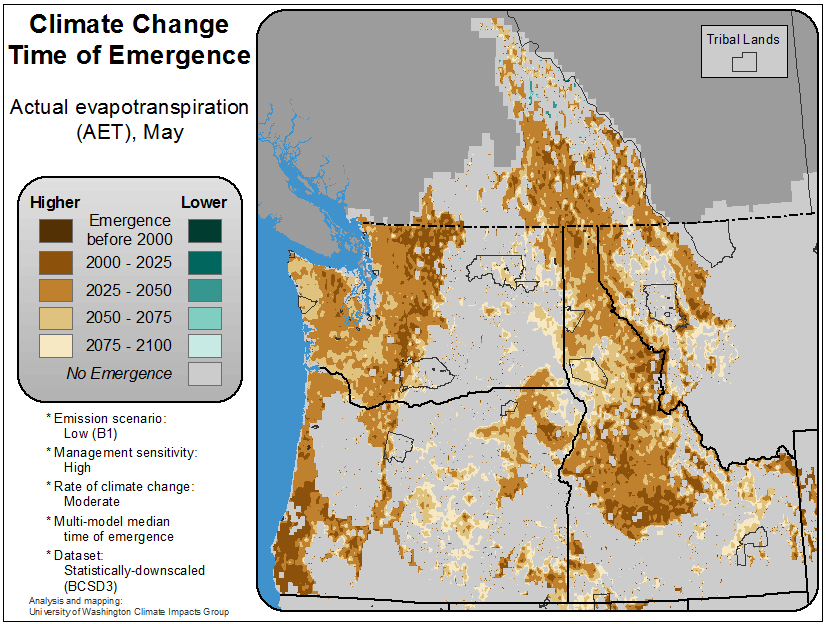 Climate Change
Time of Emergence
Actual evapotranspiration
(AET), May
Higher
Lower
Emergence
before 2000
2000 - 2025
2025 - 2050
2050 - 2075
2075 - 2100
No Emergence
* Emission scenario:
Low (B1)
* Management sensitivity:
High
* Rate of climate change:
Moderate
* Multi-model median
time of emergence
* Dataset:
Statistically-downscaled
(BCSD3)
Analysis and mapping:
University of Washington Climate Impacts Group
Tribal Lands